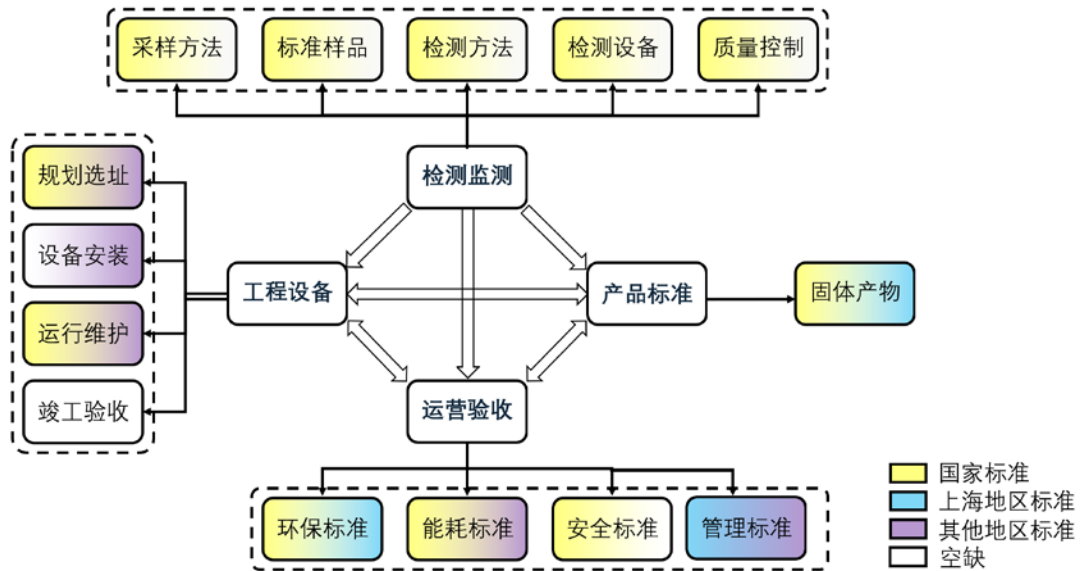 采样方法
标准样品
检测方法
检测设备
质量控制
检测监测
规划选址
设备安装
运行维护
竣工验收
工程设备
产品标准
固体产物
运营验收
环保标准
能耗标准
安全标准
管理标准
国家标准
上海地区标准
其他地区标准
空缺